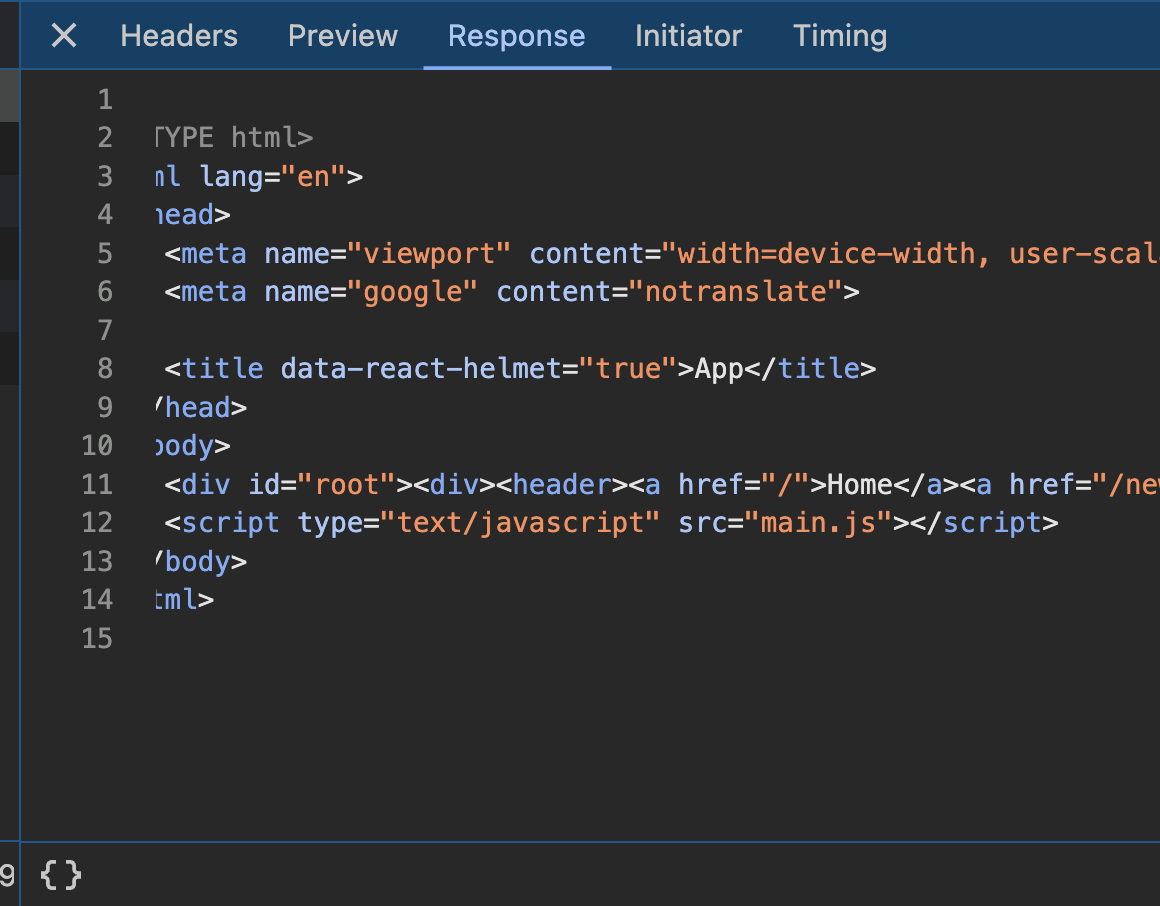 Headers Preview Response Initiator Timing
1
2 TYPE html>
3 ml lang="en">
4 head>
5 <meta name="viewport" content="width=device-width, user-scal
6 <meta name="google" content="notranslate">
7
8 <title data-react-helmet="true">App</title>
9 /head>
10 body>
11 <div id="root"><div><header><a href="/">Home</a><a href="/ne
12 <script type="text/javascript" src="main.js"></script>
13 /body>
14 tml>
15
9 {}